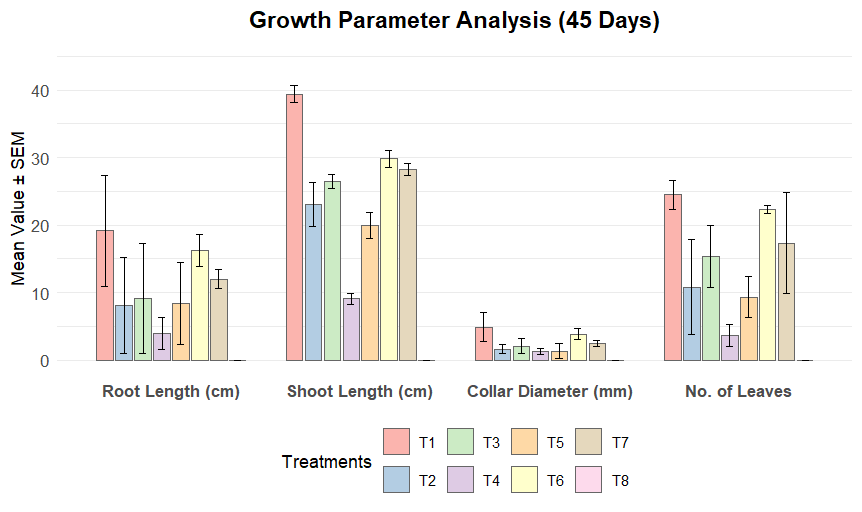 Growth Parameter Analysis (45 Days)
Mean Value ± SEM
40
30
20
10
0
Root Length (cm) Shoot Length (cm) Collar Diameter (mm) No. of Leaves
Treatments
T1 T3 T5 T7
T2 T4 T6 T8